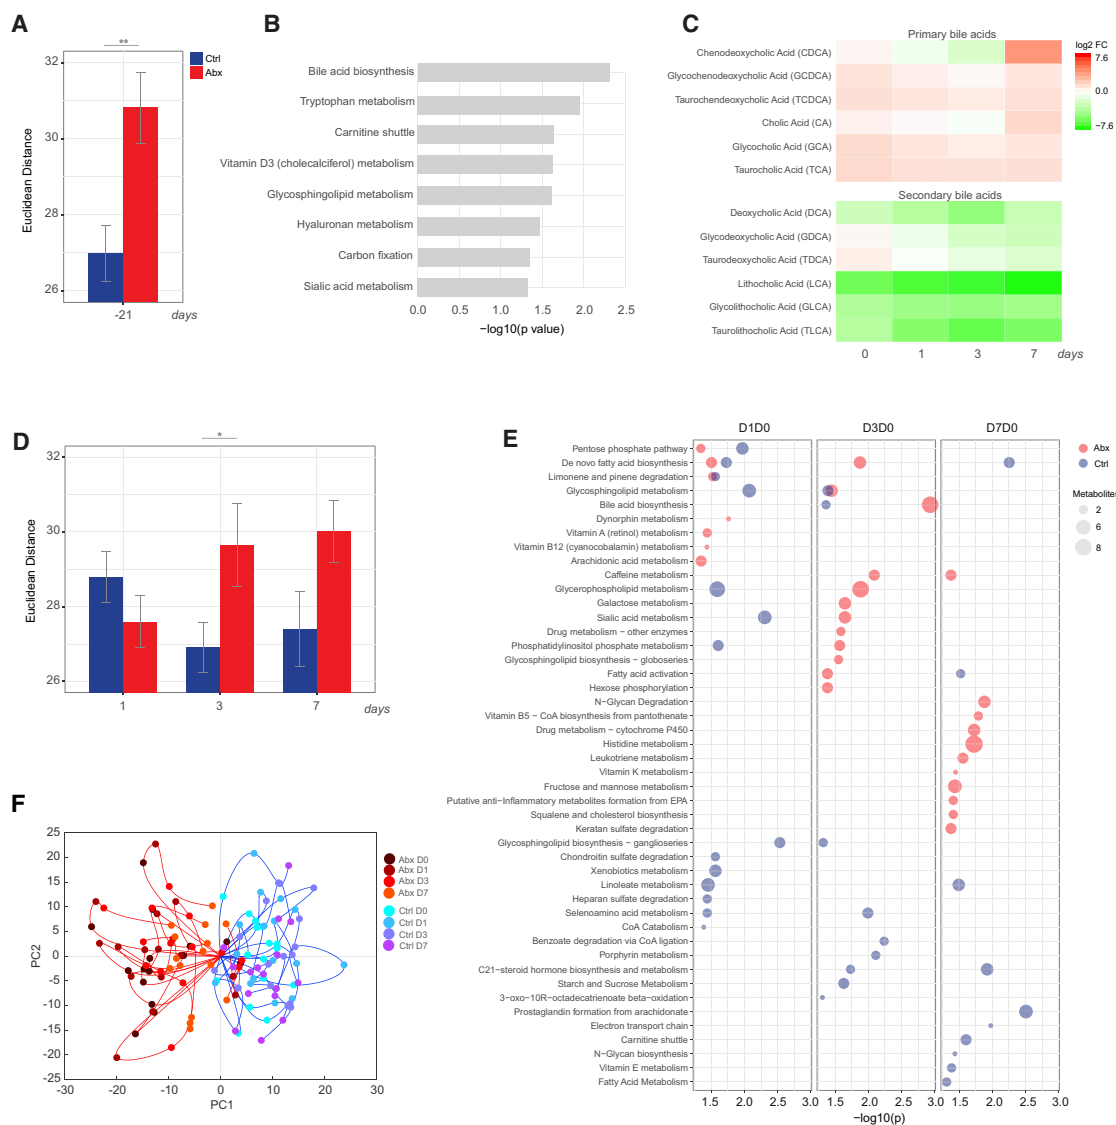 A
**
Ctrl
Abx
32
30
28
26
Euclidean Distance
-21
days
B
Bile acid biosynthesis
Tryptophan metabolism
Carnitine shuttle
Vitamin D3 (cholecalciferol) metabolism
Glycosphingolipid metabolism
Hyaluronan metabolism
Carbon fixation
Sialic acid metabolism
0.0 0.5 1.0 1.5 2.0 2.5
−log10(p value)
C
Primary bile acids
Chenodeoxycholic Acid (CDCA)
Glycochenodeoxycholic Acid (GCDCA)
Taurochendeoxycholic Acid (TCDCA)
Cholic Acid (CA)
Glycocholic Acid (GCA)
Taurocholic Acid (TCA)
Secondary bile acids
Deoxycholic Acid (DCA)
Glycodeoxycholic Acid (GDCA)
Taurodeoxycholic Acid (TDCA)
Lithocholic Acid (LCA)
Glycolithocholic Acid (GLCA)
Taurolithocholic Acid (TLCA)
0 1 3 7 days
log2 FC
7.6
0.0
−7.6
D
*
32
30
28
26
Euclidean Distance
1 3 7 days
E
D1D0 D3D0 D7D0
Pentose phosphate pathway
De novo fatty acid biosynthesis
Limonene and pinene degradation
Glycosphingolipid metabolism
Bile acid biosynthesis
Dynorphin metabolism
Vitamin A (retinol) metabolism
Vitamin B12 (cyanocobalamin) metabolism
Arachidonic acid metabolism
Caffeine metabolism
Glycerophospholipid metabolism
Galactose metabolism
Sialic acid metabolism
Drug metabolism − other enzymes
Phosphatidylinositol phosphate metabolism
Glycosphingolipid biosynthesis − globoseries
Fatty acid activation
Hexose phosphorylation
N−Glycan Degradation
Vitamin B5 − CoA biosynthesis from pantothenate
Drug metabolism − cytochrome P450
Histidine metabolism
Leukotriene metabolism
Vitamin K metabolism
Fructose and mannose metabolism
Putative anti−Inflammatory metabolites formation from EPA
Squalene and cholesterol biosynthesis
Keratan sulfate degradation
Glycosphingolipid biosynthesis − ganglioseries
Chondroitin sulfate degradation
Xenobiotics metabolism
Linoleate metabolism
Heparan sulfate degradation
Selenoamino acid metabolism
CoA Catabolism
Benzoate degradation via CoA ligation
Porphyrin metabolism
C21−steroid hormone biosynthesis and metabolism
Starch and Sucrose Metabolism
3−oxo−10R−octadecatrienoate beta−oxidation
Prostaglandin formation from arachidonate
Electron transport chain
Carnitine shuttle
N−Glycan biosynthesis
Vitamin E metabolism
Fatty Acid Metabolism
1.5 2.0 2.5 3.0 1.5 2.0 2.5 3.0 1.5 2.0 2.5 3.0
−log10(p)
Abx
Ctrl
Metabolites
2
6
8
F
25
20
15
10
5
0
-5
-10
-15
-20
-25
PC2
-30 -20 -10 0 10 20 30
PC1
Abx D0
Abx D1
Abx D3
Abx D7
Ctrl D0
Ctrl D1
Ctrl D3
Ctrl D7